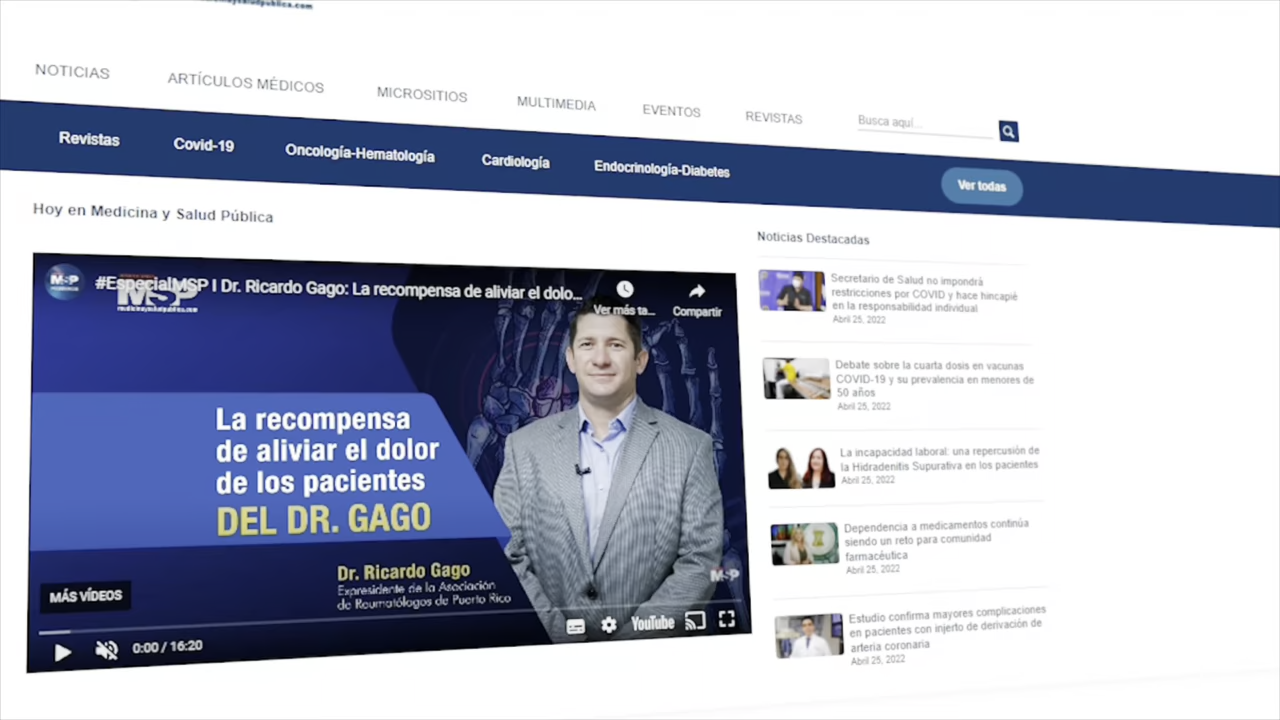 NOTICIAS
ARTÍCULOS MÉDICOS
MICROSITIOS
MULTIMEDIA
EVENTOS
REVISTAS
Busca aquí...
Revistas
Covid-19
Oncología-Hematología
Cardiología
Endocrinología-Diabetes
Ver todas
Hoy en Medicina y Salud Pública
MSP
#EspecialMSP I Dr. Ricardo Gago: La recompensa de aliviar el dolo...
MSP
medicinaysaludpublica.com
Ver más ta...
Compartir
La recompensa
de aliviar el dolor
de los pacientes
DEL DR. GAGO
Dr. Ricardo Gago
Expresidente de la Asociación
de Reumatólogos de Puerto Rico
MSP
MÁS VÍDEOS
0:00 / 16:20
YouTube
Noticias Destacadas
Secretario de Salud no impondrá
restricciones por COVID y hace hincapié
en la responsabilidad individual
Abril 25, 2022
Debate sobre la cuarta dosis en vacunas
COVID-19 y su prevalencia en menores de
50 años
Abril 25, 2022
La incapacidad laboral: una repercusión de
la Hidradenitis Supurativa en los pacientes
Abril 25, 2022
Dependencia a medicamentos continúa
siendo un reto para comunidad
farmacéutica
Abril 25, 2022
Estudio confirma mayores complicaciones
en pacientes con injerto de derivación de
arteria coronaria
Abril 25, 2022